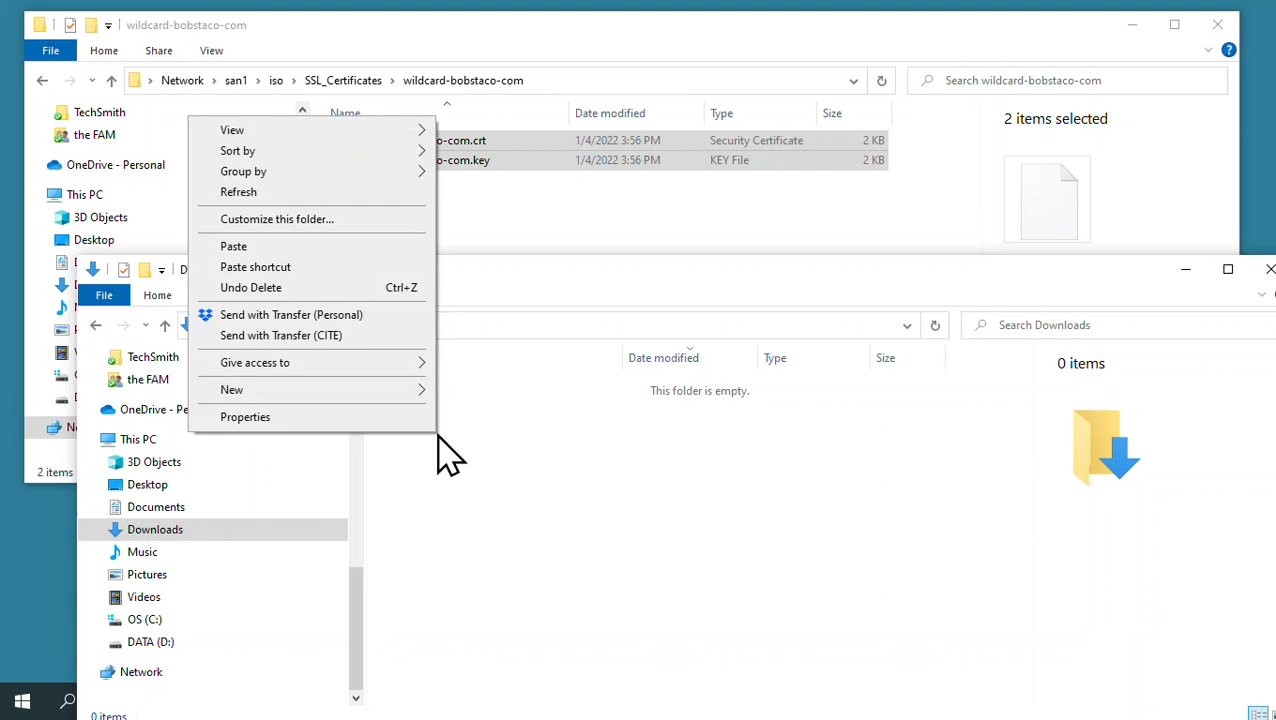 wildcard-bobstaco-com
File Home Share View
Network san1 iso SSL_Certificates wildcard-bobstaco-com
Search wildcard-bobstaco-com
TechSmith
the FAM
OneDrive - Personal
This PC
3D Objects
Desktop
2 items
Name Date modified Type Size
o-com.crt 1/4/2022 3:56 PM Security Certificate 2 KB
o-com.key 1/4/2022 3:56 PM KEY File 2 KB
2 items selected
View
Sort by
Group by
Refresh
Customize this folder...
Paste
Paste shortcut
Undo Delete Ctrl+Z
Send with Transfer (Personal)
Send with Transfer (CITE)
Give access to
New
Properties
File Home
Search Downloads
TechSmith
the FAM
OneDrive - Pe
This PC
3D Objects
Desktop
Documents
Downloads
Music
Pictures
Videos
OS (C:)
DATA (D:)
Network
0 items
Date modified Type Size
This folder is empty.
0 items